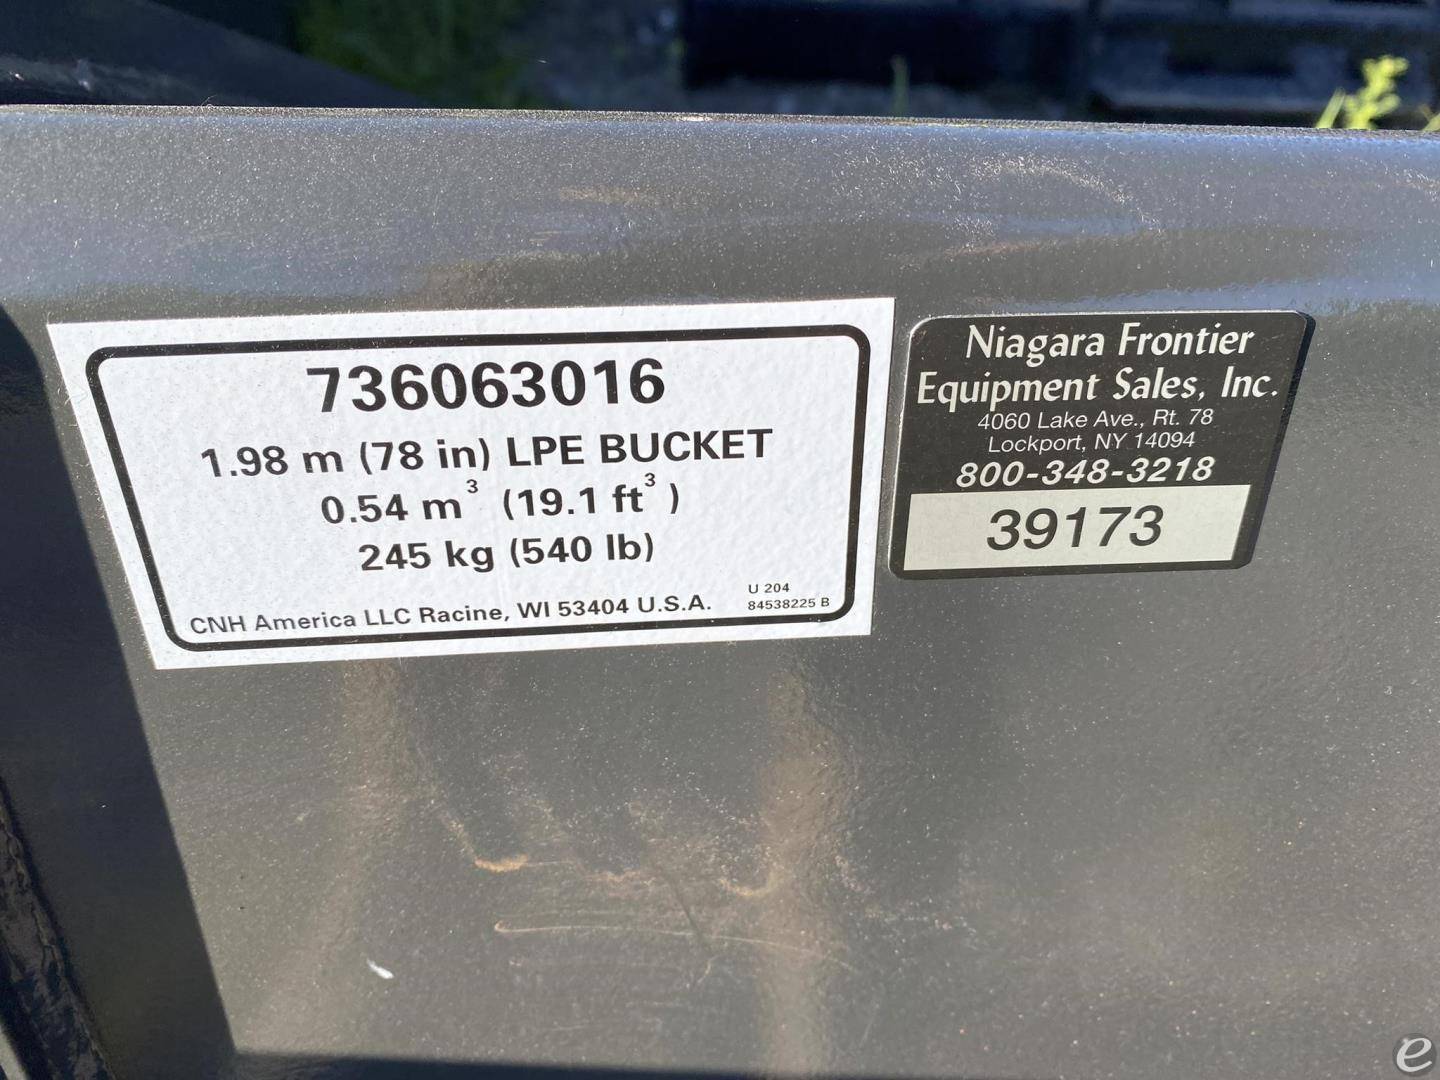 736063016
1.98 m (78 in) LPE BUCKET
0.54 m³ (19.1 ft³ )
245 kg (540 lb)
CNH America LLC Racine, WI 53404 U.S.A.
U 204
84538225 B
Niagara Frontier
Equipment Sales, Inc.
4060 Lake Ave., Rt. 78
Lockport, NY 14094
800-348-3218
39173
e